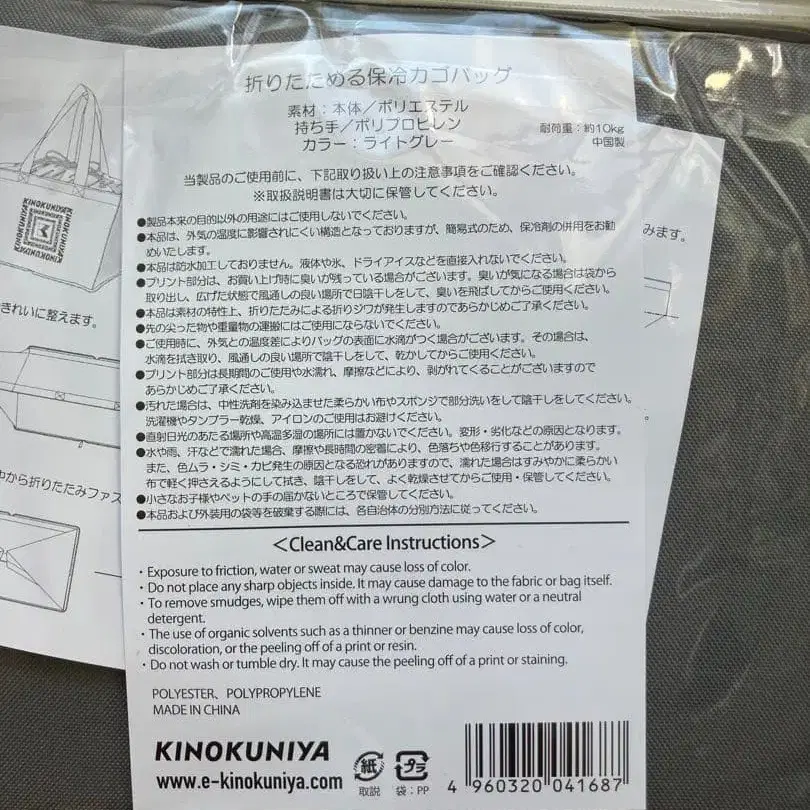 折りたためる保冷カゴバッグ
素材：本体／ポリエステル
持ち手／ポリプロピレン
カラー：ライトグレー
耐荷重：約10kg
中国製
当製品のご使用前に、下記取り扱い上の注意事項をご確認ください。
※取扱説明書は大切に保管してください。
●製品本来の目的以外の用途にはご使用しないでください。
●本品は、外気の温度に影響されにくい構造となっておりますが、簡易式のため、保冷剤の併用をお勧
めいたします。
●本品は防水加工しておりません。液体や氷、ドライアイスなどを直接入れないでください。
●プリント部分は、お買い上げ時に臭いが残っている場合がございます。臭いが気になる場合は袋から
取り出し、広げた状態で風通しの良い場所で日陰干しをして、臭いを飛ばしてからご使用ください。
●本品は素材の特性上、折りたたみによる折りジワが発生しますのであらかじめご了承ください。
●先の尖った物や重量物の運搬にはご使用にならないでください。
●ご使用時に、外気との温度差によりバッグの表面に水滴がつく場合がございます。その場合は、
水滴を拭き取り、風通しの良い場所で陰干しをして、乾かしてからご使用ください。
●プリント部分は長期間のご使用や水濡れ、摩擦などにより、剥がれてくることがございますので
あらかじめご了承ください。
●汚れた場合は、中性洗剤を染み込ませた柔らかい布やスポンジで部分洗いをして陰干しをしてください。
洗濯機やタンブラー乾燥、アイロンのご使用はお避けください。
●直射日光のあたる場所や高温多湿の場所には置かないでください。変形・劣化などの原因となります。
●水や雨、汗などで濡れた場合、摩擦や長時間の密着により、色落ちや色移行することがあります。
また、色ムラ・シミ・カビ発生の原因となる恐れがありますので、濡れた場合はすみやかに柔らかい
布で軽く押さえるようにして拭き、陰干しをして、よく乾燥させてからご使用・保管してください。
●小さなお子様やペットの手の届かないところで保管してください。
●本品および外装用の袋等を破棄する際には、各自治体の分別方法に従ってください。
＜Clean&Care Instructions＞
・Exposure to friction, water or sweat may cause loss of color.
・Do not place any sharp objects inside. It may cause damage to the fabric or bag itself.
・To remove smudges, wipe them off with a wrung cloth using water or a neutral
detergent.
・The use of organic solvents such as a thinner or benzine may cause loss of color,
discoloration, or the peeling off of a print or resin.
・Do not wash or tumble dry. It may cause the peeling off of a print or staining.
POLYESTER、POLYPROPYLENE
MADE IN CHINA
KINOKUNIYA
www.e-kinokuniya.com
紙
取説
プラ
袋：PP
4 960320 041687
KINOKUNIYA
KINOKUNIYA
きれいに整えます。
中から折りたたみファス
みます。